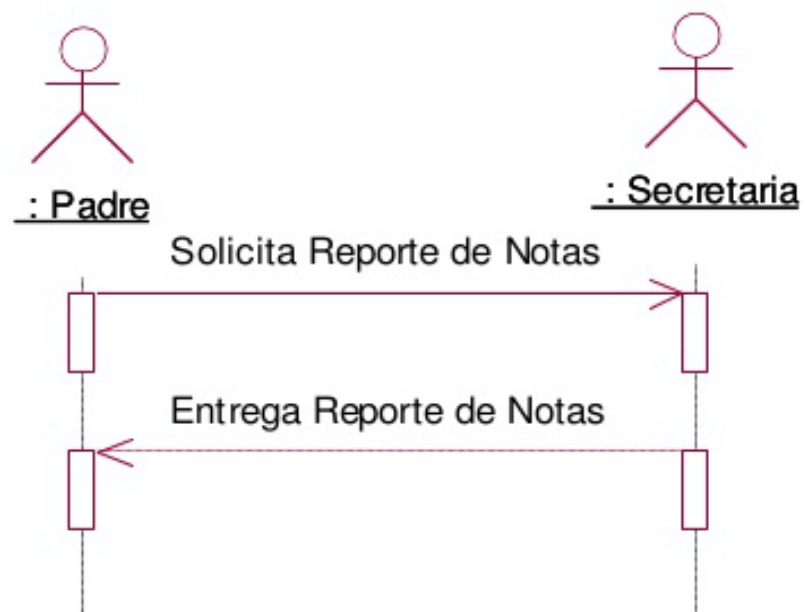 : Padre
: Secretaria
Solicita Reporte de Notas
Entrega Reporte de Notas